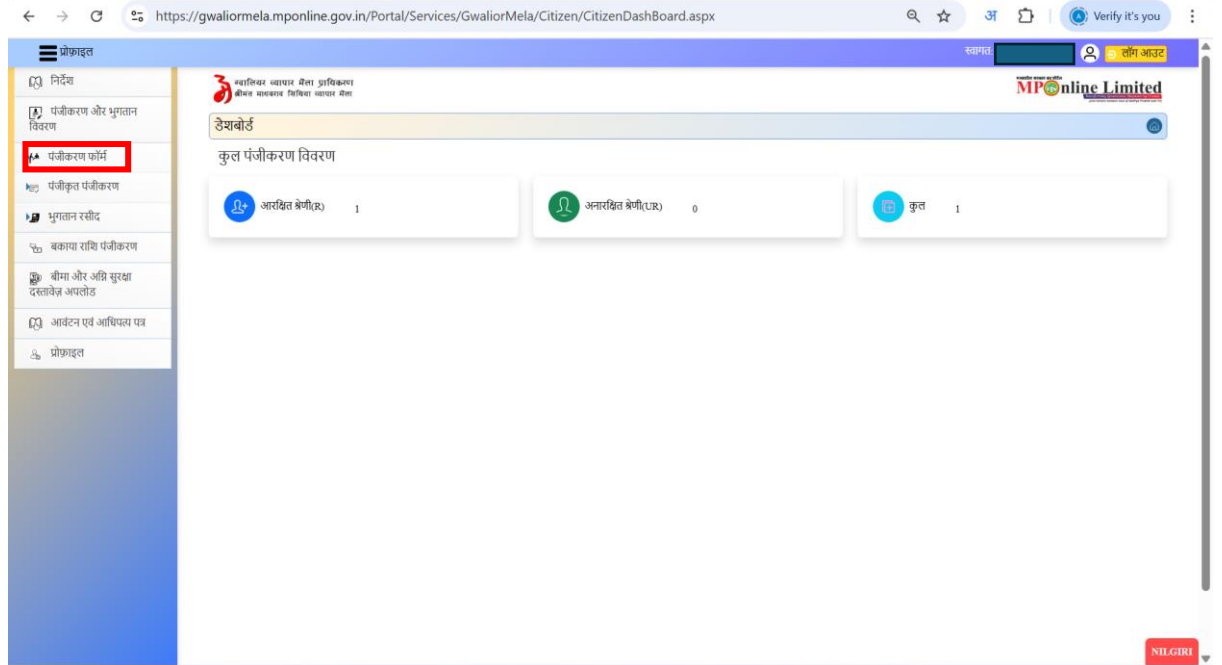 https://gwaliormela.mponline.gov.in/Portal/Services/GwaliorMela/Citizen/CitizenDashBoard.aspx
अ
Verify it's you
प्रोफ़ाइल
स्वागत:
लॉग आउट
निर्देश
पंजीकरण और भुगतान
विवरण
पंजीकरण फॉर्म
पंजीकृत पंजीकरण
भुगतान रसीद
बकाया राशि पंजीकरण
बीमा और अग्नि सुरक्षा
दस्तावेज़ अपलोड
आवंटन एवं आधिपत्य पत्र
प्रोफ़ाइल
ग्वालियर व्यापार मेला प्राधिकरण
श्रीमंत माधवराव सिंधिया व्यापार मेला
MPOnline Limited
डैशबोर्ड
कुल पंजीकरण विवरण
आरक्षित श्रेणी(R) 1
अनारक्षित श्रेणी(UR) 0
कुल 1
NILGIRI